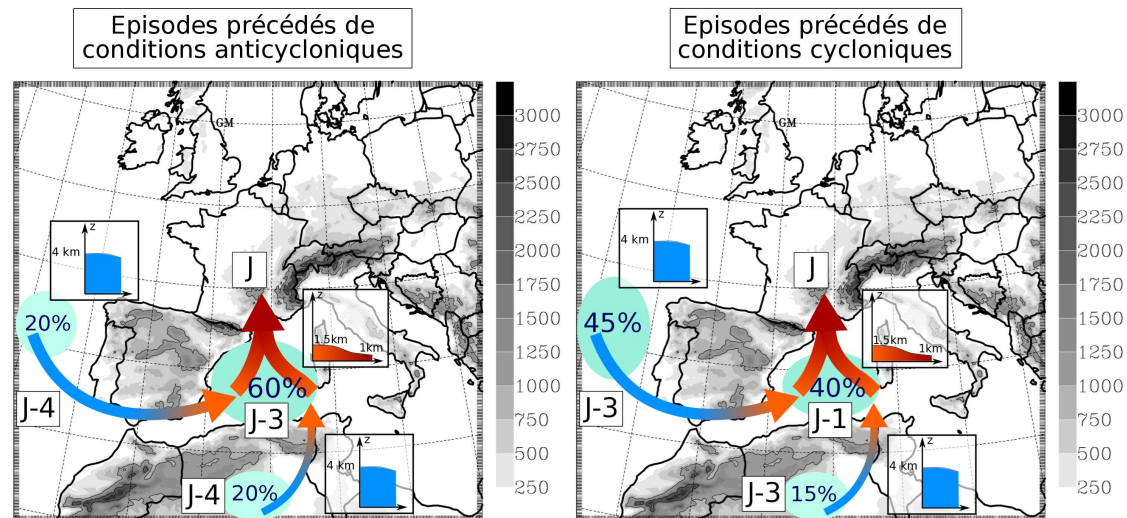 Episodes précédés de
conditions anticycloniques
GM
z
4 km
20%
J-4
J
z
1.5km
1km
60%
J-3
z
4 km
J-4
20%
3000
2750
2500
2250
2000
1750
1500
1250
1000
750
500
250
Episodes précédés de
conditions cycloniques
GM
z
4 km
45%
J-3
J
z
1.5km
1km
40%
J-1
z
4 km
J-3
15%
3000
2750
2500
2250
2000
1750
1500
1250
1000
750
500
250